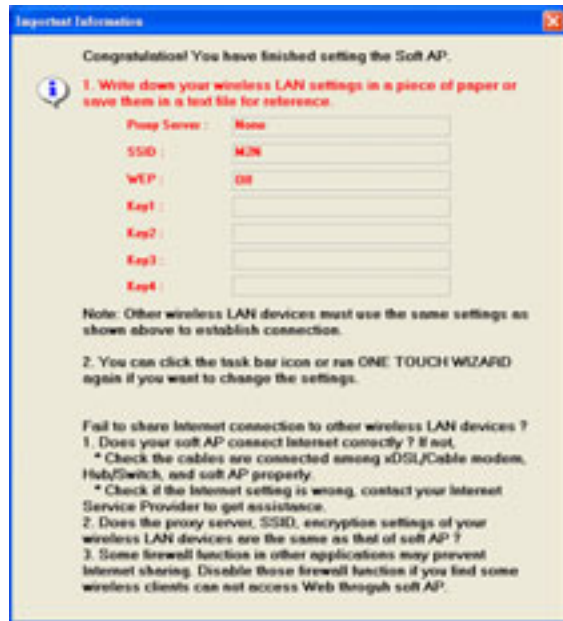 Important Information
Congratulation! You have finished setting the Soft AP.
1. Write down your wireless LAN settings in a piece of paper or
save them in a text file for reference.
Proxp Server : None
SSID : M2N
WEP : Off
Key1 :
Key2 :
Key3 :
Key4 :
Note: Other wireless LAN devices must use the same settings as
shown above to establish connection.
2. You can click the task bar icon or run ONE TOUCH WIZARD
again if you want to change the settings.
Fail to share Internet connection to other wireless LAN devices ?
1. Does your soft AP connect Internet correctly ? If not,
* Check the cables are connected among xDSL/Cable modem,
Hub/Switch, and soft AP properly.
* Check if the Internet setting is wrong, contact your Internet
Service Provider to get assistance.
2. Does the proxy server, SSID, encryption settings of your
wireless LAN devices are the same as that of soft AP ?
3. Some firewall function in other applications may prevent
Internet sharing. Disable those firewall function if you find some
wireless clients can not access Web throguh soft AP.